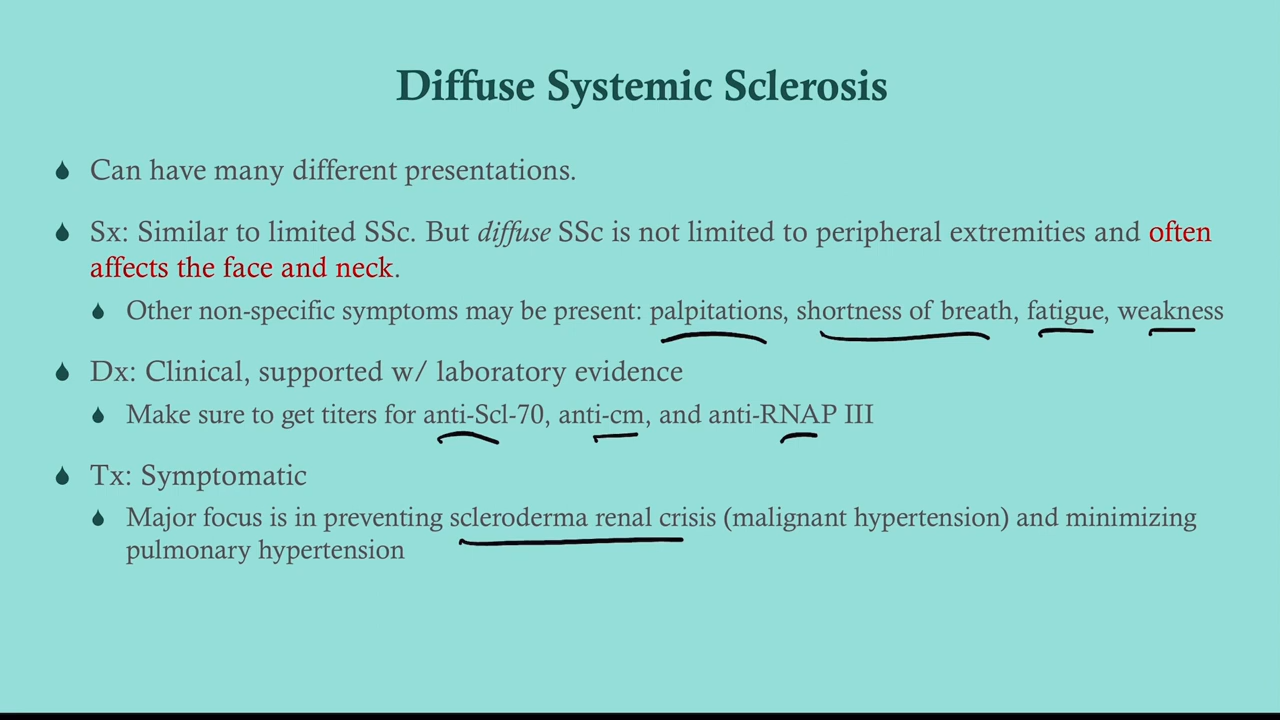 Diffuse Systemic Sclerosis
Can have many different presentations.
Sx: Similar to limited SSc. But diffuse SSc is not limited to peripheral extremities and often
affects the face and neck.
Other non-specific symptoms may be present: palpitations, shortness of breath, fatigue, weakness
Dx: Clinical, supported w/ laboratory evidence
Make sure to get titers for anti-Scl-70, anti-cm, and anti-RNAP III
Tx: Symptomatic
Major focus is in preventing scleroderma renal crisis (malignant hypertension) and minimizing
pulmonary hypertension